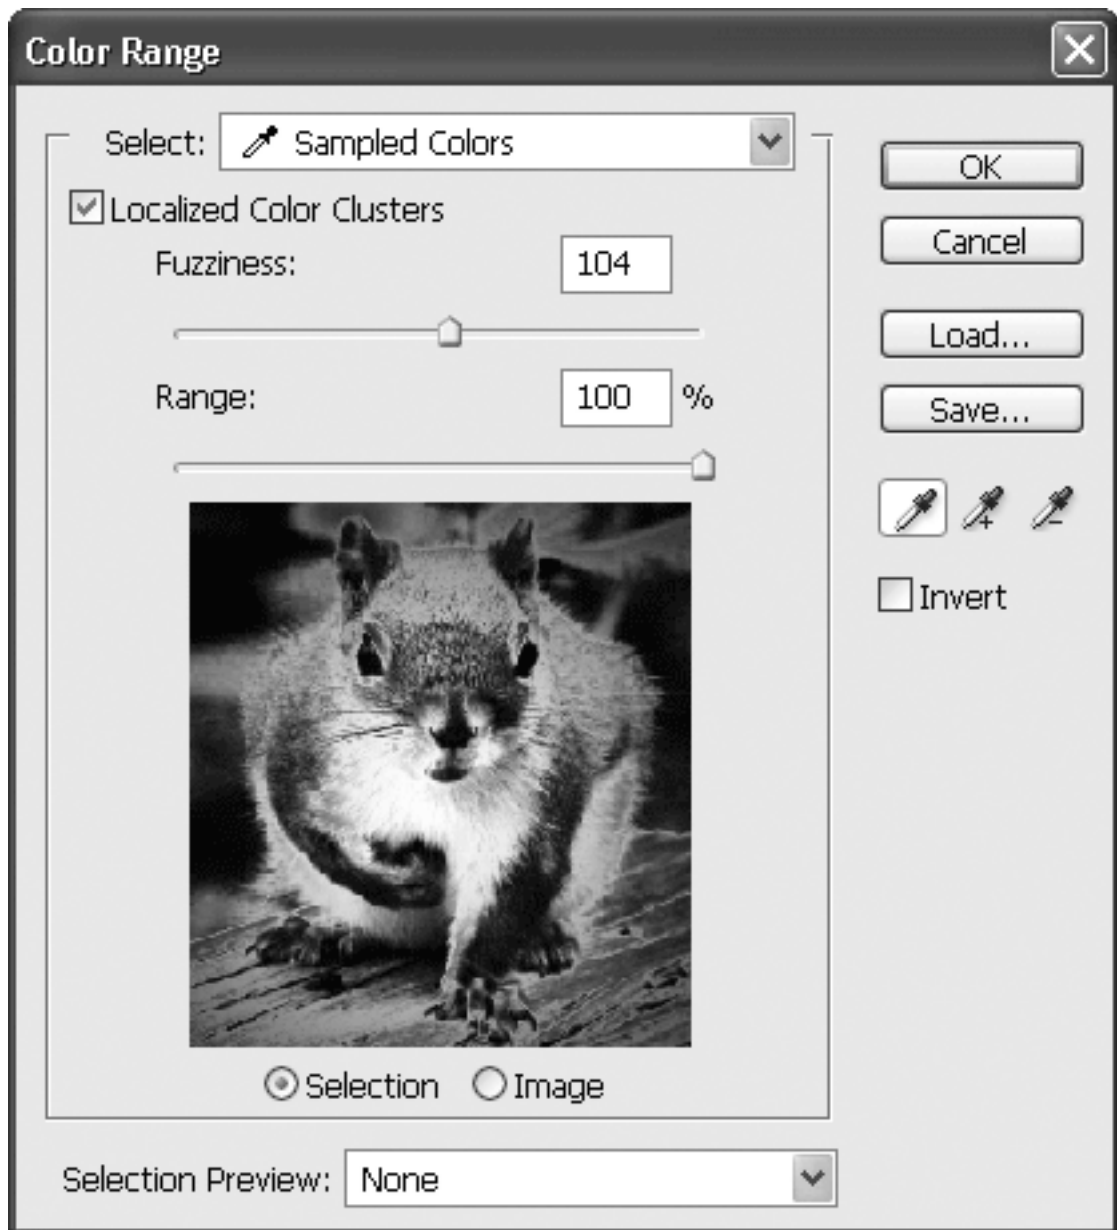 Color Range
Select: Sampled Colors
Localized Color Clusters
Fuzziness: 104
Range: 100 %
Selection Image
Selection Preview: None
OK
Cancel
Load...
Save...
Invert